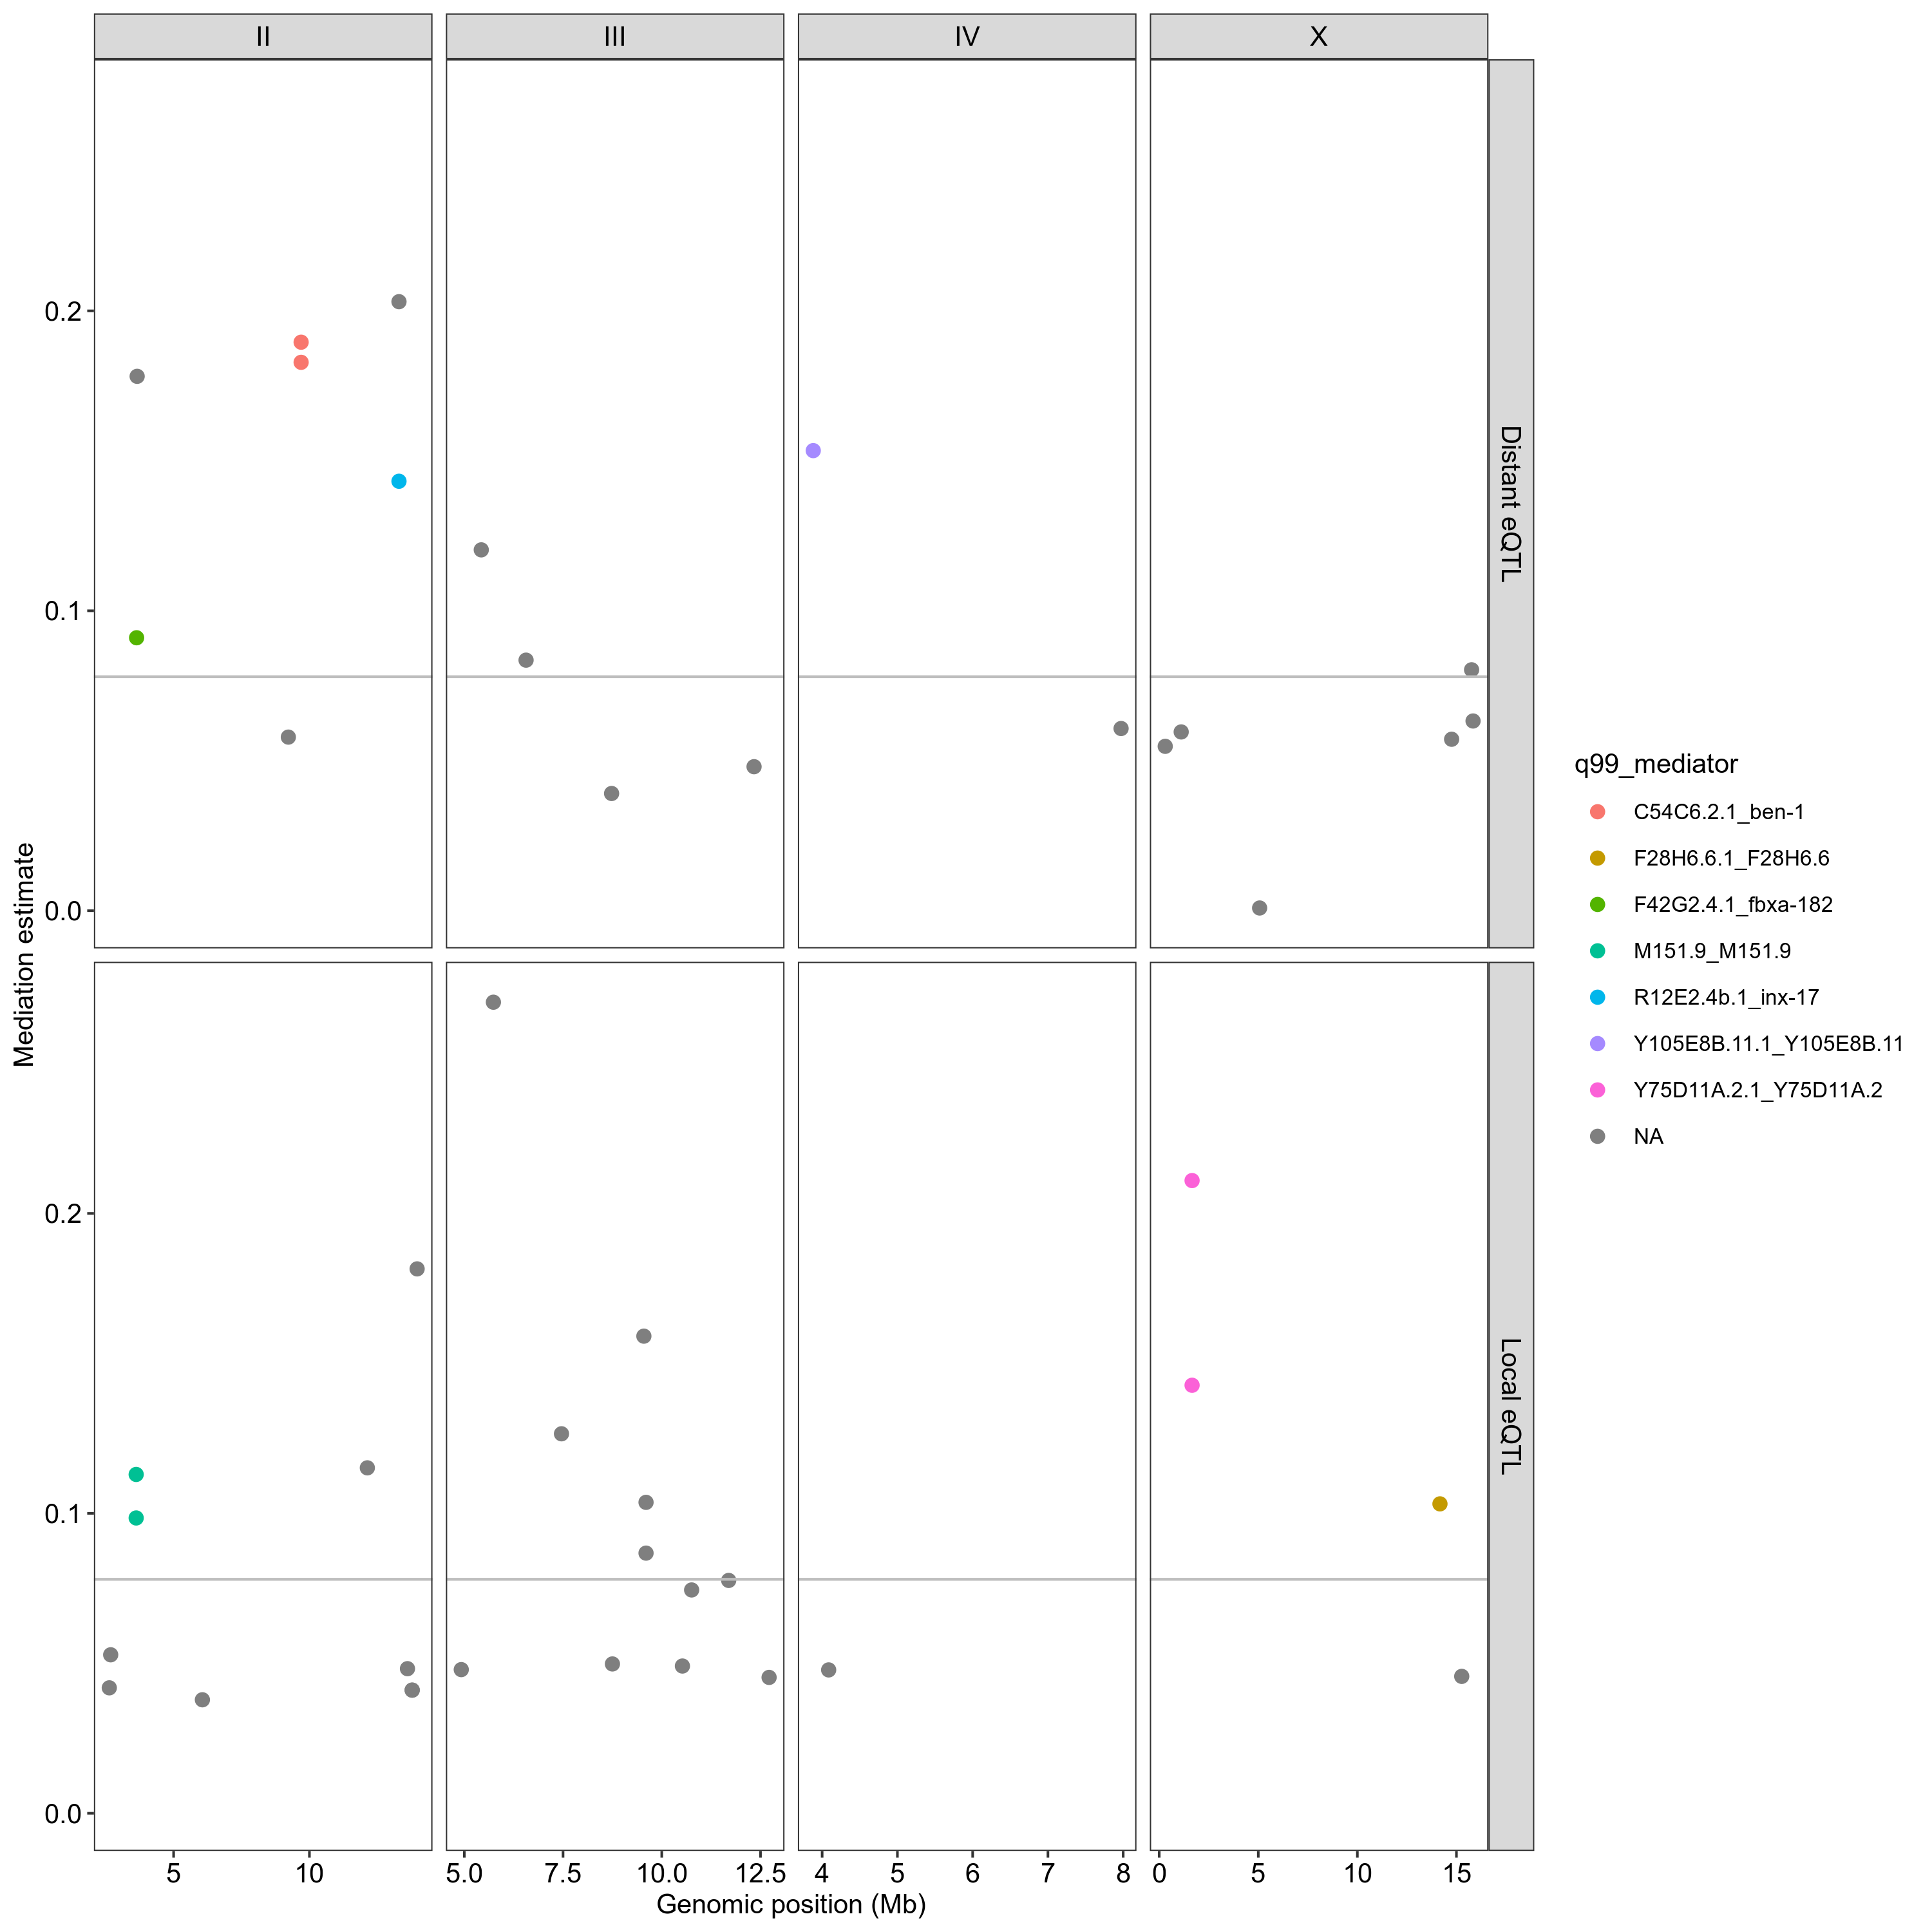 II III IV X
Distant eQTL
0.2
0.1
0.0
Local eQTL
0.2
0.1
0.0
Mediation estimate
5 10 5.0 7.5 10.0 12.5 4 5 6 7 8 0 5 10 15
Genomic position (Mb)
q99_mediator
C54C6.2.1_ben-1
F28H6.6.1_F28H6.6
F42G2.4.1_fbxa-182
M151.9_M151.9
R12E2.4b.1_inx-17
Y105E8B.11.1_Y105E8B.11
Y75D11A.2.1_Y75D11A.2
NA